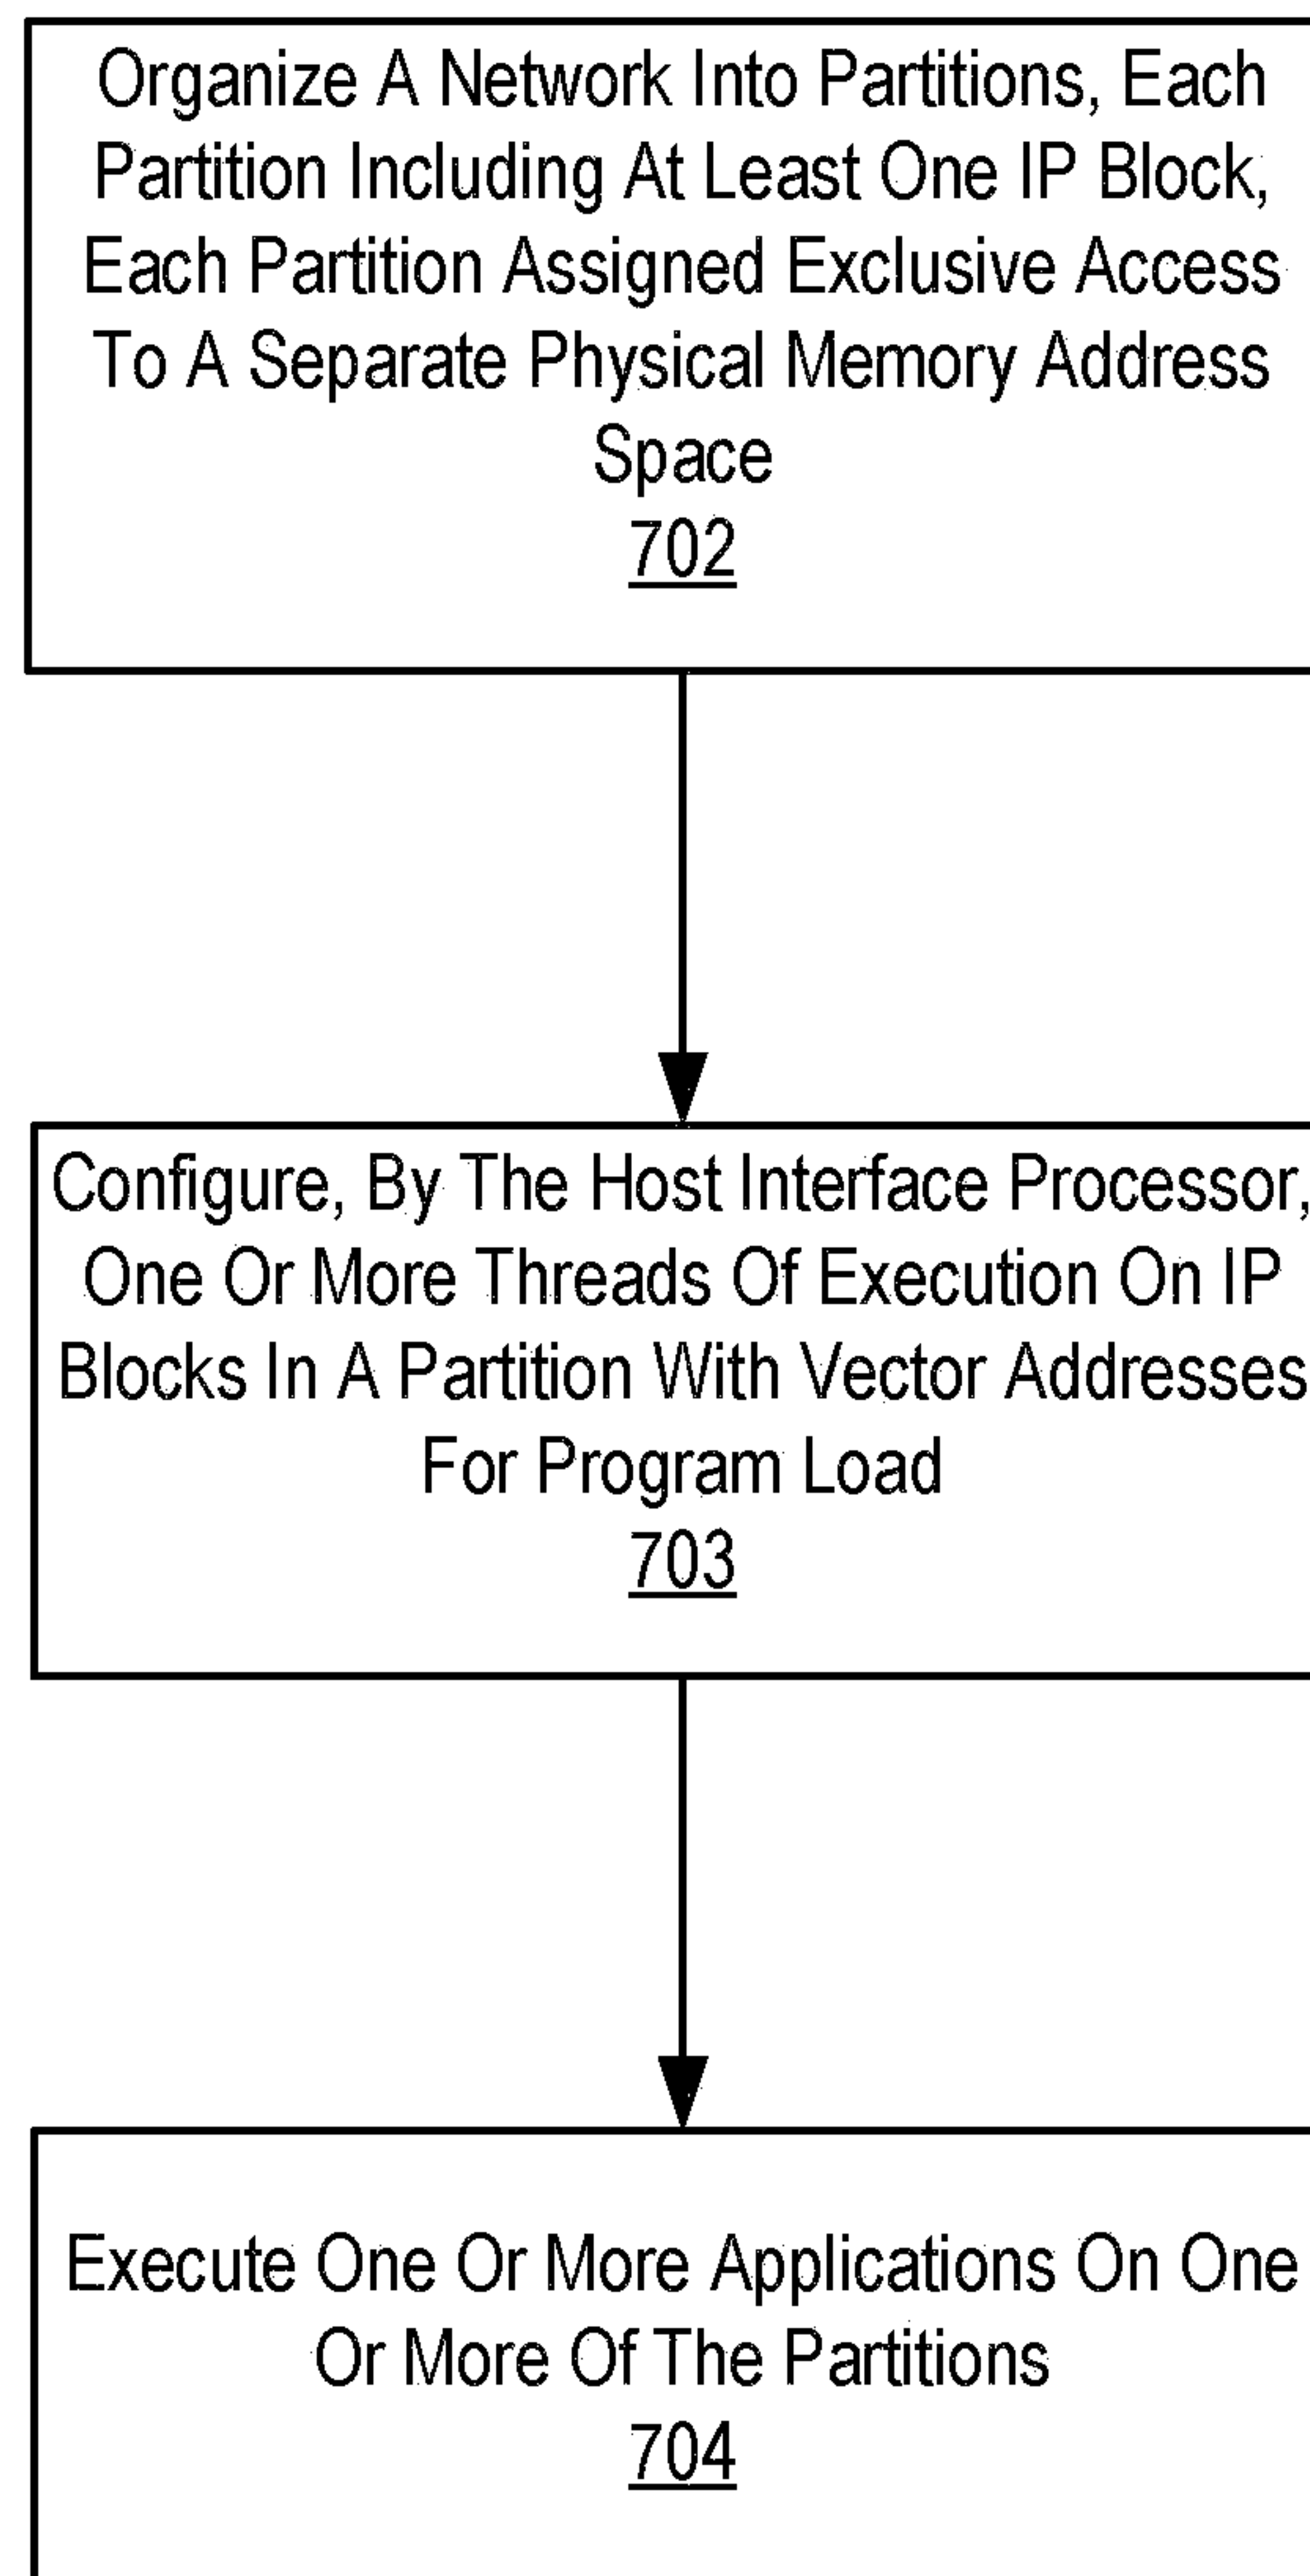 Organize A Network Into Partitions, Each
Partition Including At Least One IP Block,
Each Partition Assigned Exclusive Access
To A Separate Physical Memory Address
Space
702
Configure, By The Host Interface Processor,
One Or More Threads Of Execution On IP
Blocks In A Partition With Vector Addresses
For Program Load
703
Execute One Or More Applications On One
Or More Of The Partitions
704